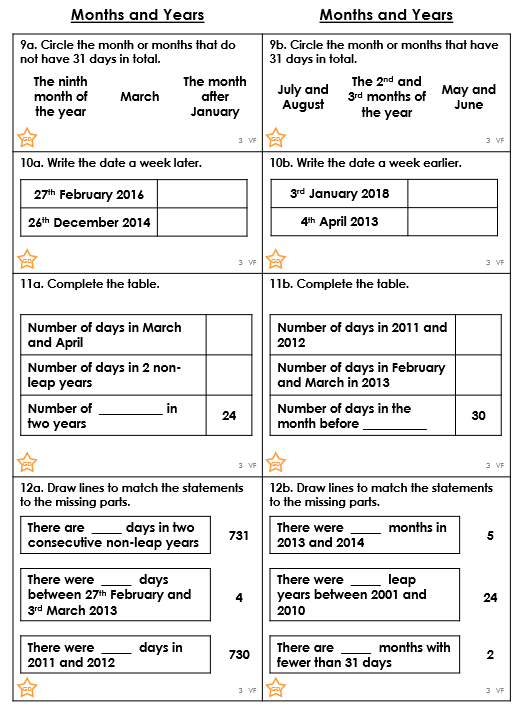 Months and Years
Months and Years
9a. Circle the month or months that do
not have 31 days in total.
The ninth
month of
the year
March
The month
after
January
GD
3 VF
9b. Circle the month or months that have
31 days in total.
July and
August
The 2nd and
3rd months of
the year
May and
June
GD
3 VF
10a. Write the date a week later.
27th February 2016
26th December 2014
GD
3 VF
10b. Write the date a week earlier.
3rd January 2018
4th April 2013
GD
3 VF
11a. Complete the table.
Number of days in March
and April
Number of days in 2 non-
leap years
Number of __________ in
two years
24
GD
3 VF
11b. Complete the table.
Number of days in 2011 and
2012
Number of days in February
and March in 2013
Number of days in the
month before __________
30
GD
3 VF
12a. Draw lines to match the statements
to the missing parts.
There are _____ days in two
consecutive non-leap years
731
There were _____ days
between 27th February and
3rd March 2013
4
There were _____ days in
2011 and 2012
730
GD
3 VF
12b. Draw lines to match the statements
to the missing parts.
There were _____ months in
2013 and 2014
5
There were _____ leap
years between 2001 and
2010
24
There are _____ months with
fewer than 31 days
2
GD
3 VF